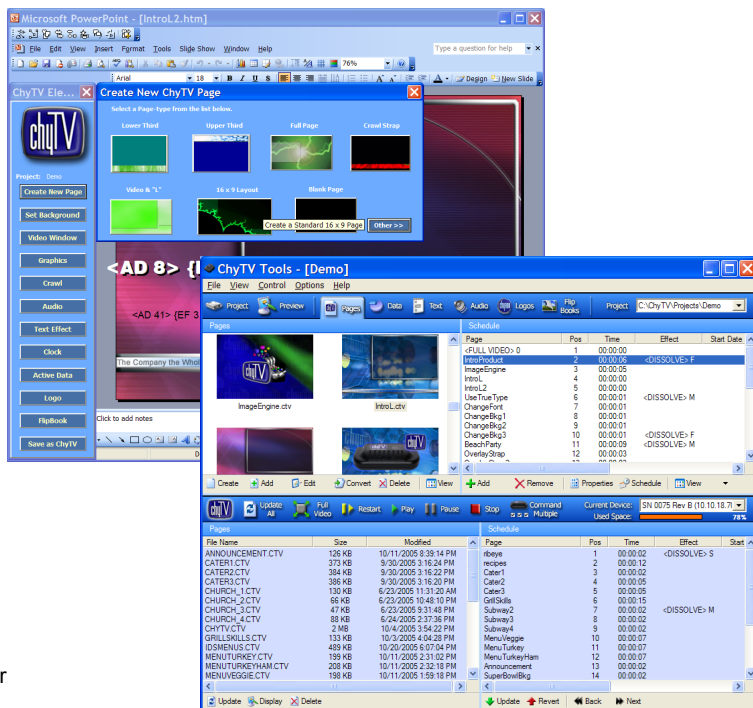 Microsoft PowerPoint - [IntroL2.htm]
File Edit View Insert Format Tools Slide Show Window Help
Type a question for help
76%
Arial 18 B I U S
Design New Slide
ChyTV Ele...
chyTV
Project: Demo
Create New Page
Set Background
Video Window
Graphics
Crawl
Audio
Text Effect
Clock
Active Data
Logo
FlipBook
Save as ChyTV
Create New ChyTV Page
Select a Page-type from the list below.
Lower Third Upper Third Full Page Crawl Strap
Video & "L" 16 x 9 Layout Blank Page
Create a Standard 16 x 9 Page
Other >>
<AD 8> {
<AD 41> {EF 3
The Company the Whol
Click to add notes
ChyTV Tools - [Demo]
File View Control Options Help
Project Preview Pages Data Text Audio Logos Flip Books Project C:\ChyTV\Projects\Demo
Pages
ImageEngine.ctv IntroL.ctv
chyTV
Create Add Edit Convert Delete View
Schedule
Page Pos Time Effect Start Date
<FULL VIDEO> 0 1 00:00:00
IntroProduct 2 00:00:06 <DISSOLVE> F
ImageEngine 3 00:00:05
IntroL 4 00:00:00
IntroL2 5 00:00:00
UseTrueType 6 00:00:01 <DISSOLVE> M
ChangeFont 7 00:00:01
ChangeBkg1 8 00:00:01
ChangeBkg2 9 00:00:01
ChangeBkg3 10 00:00:01 <DISSOLVE> F
BeachParty 11 00:00:09 <DISSOLVE> M
OverlayStrap 12 00:00:03
Add Remove Properties Schedule View
chyTV Update All Full Video Restart Play Pause Stop Command Multiple
Current Device: SN 0075 Rev B (10.10.18.7
Used Space: 78%
Pages
File Name Size Modified
ANNOUNCEMENT.CTV 126 KB 10/11/2005 8:39:14 PM
CATER1.CTV 373 KB 9/30/2005 3:16:24 PM
CATER2.CTV 384 KB 9/30/2005 3:16:22 PM
CATER3.CTV 386 KB 9/30/2005 3:16:20 PM
CHURCH_1.CTV 130 KB 6/23/2005 11:31:20 AM
CHURCH_2.CTV 66 KB 6/23/2005 10:48:10 PM
CHURCH_3.CTV 47 KB 6/23/2005 9:31:48 PM
CHURCH_4.CTV 88 KB 6/24/2005 2:37:36 PM
CHYTV.CTV 2 MB 10/4/2005 3:54:22 PM
GRILLSKILLS.CTV 133 KB 10/3/2005 4:04:28 PM
IDSMENUS.CTV 489 KB 10/20/2005 6:07:04 PM
MENUTURKEY.CTV 199 KB 10/11/2005 2:31:02 PM
MENUTURKEYHAM.CTV 208 KB 10/11/2005 2:32:18 PM
MENUVEGGIE.CTV 198 KB 10/11/2005 1:59:18 PM
Update Display Delete
Schedule
Page Pos Time Effect Start
ribeye 1 00:00:02 <DISSOLVE> S
recipes 2 00:00:12
Cater1 3 00:00:02
Cater2 4 00:00:05
Cater3 5 00:00:05
GrillSkills 6 00:00:15
Subway2 7 00:00:02 <DISSOLVE> M
Subway3 8 00:00:02
Subway4 9 00:00:02
MenuVeggie 10 00:00:07
MenuTurkey 11 00:00:07
MenuTurkeyHam 12 00:00:07
Announcement 13 00:00:02
SuperBowlBkg 14 00:00:02
Update Revert Back Next
r